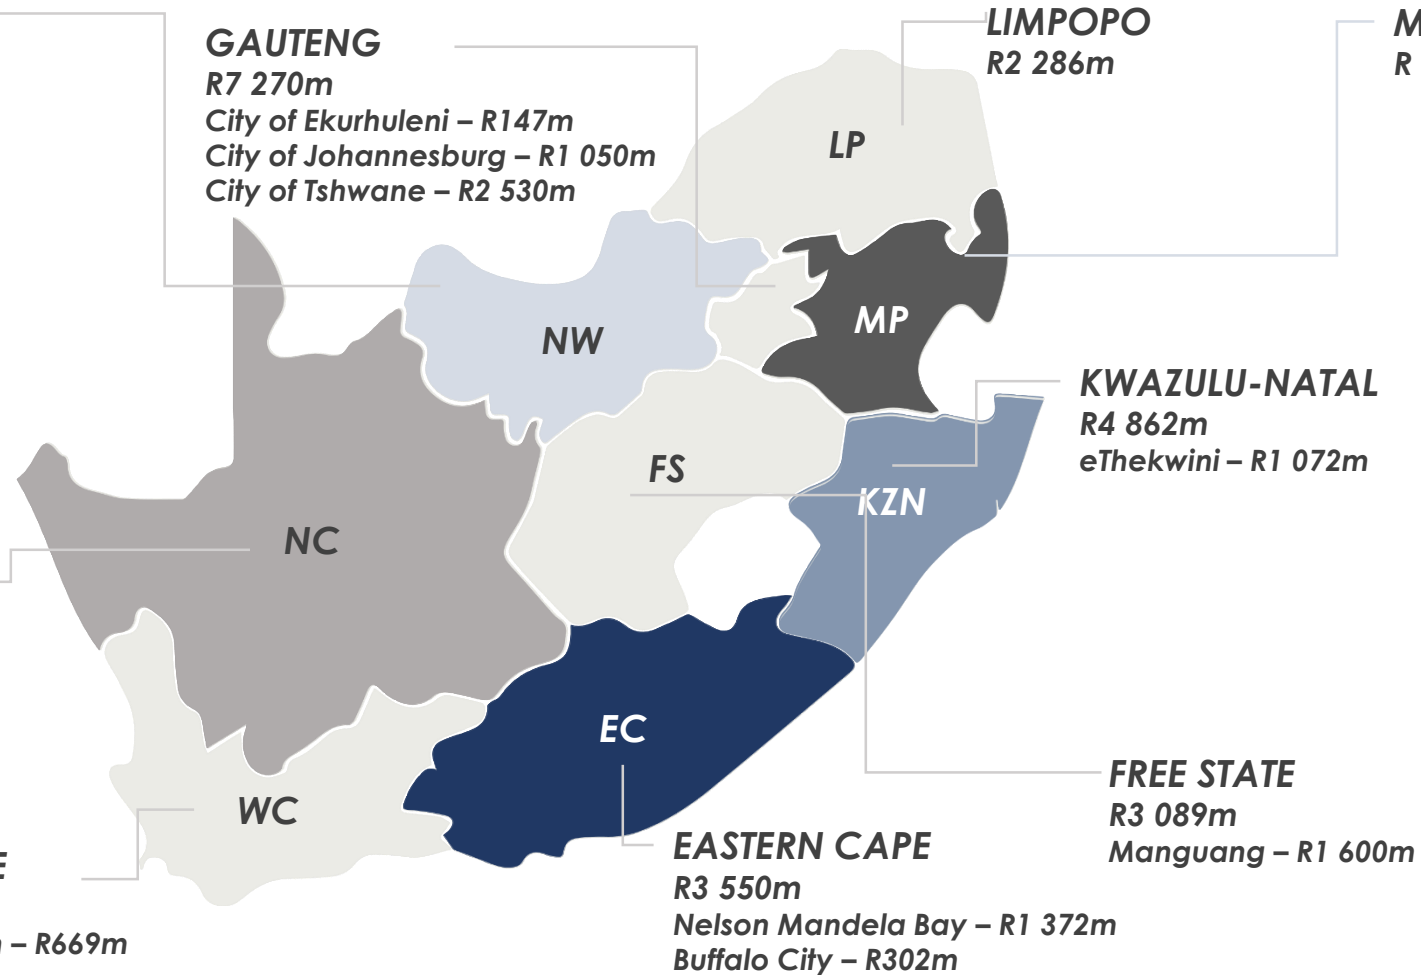 GAUTENG
R7 270m
City of Ekurhuleni – R147m
City of Johannesburg – R1 050m
City of Tshwane – R2 530m
LIMPOPO
R2 286m
M
R
LP
NW
MP
KWAZULU-NATAL
R4 862m
eThekwini – R1 072m
FS
KZN
NC
EC
WC
FREE STATE
R3 089m
Manguang – R1 600m
EASTERN CAPE
R3 550m
Nelson Mandela Bay – R1 372m
Buffalo City – R302m
E
– R669m